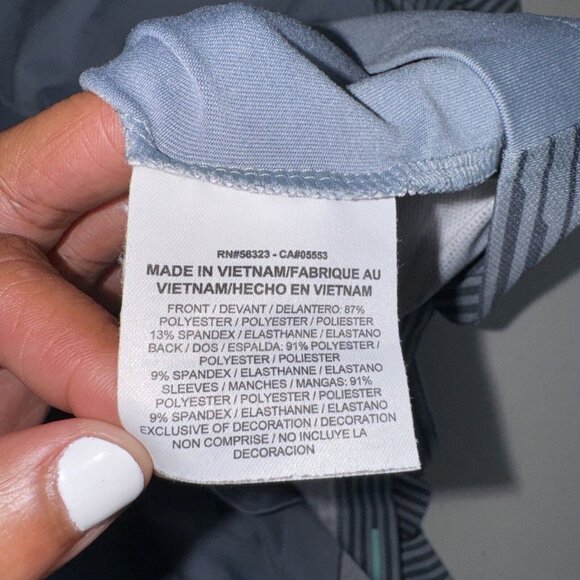 RN#56323 - CA#05553
MADE IN VIETNAM/FABRIQUE AU
VIETNAM/HECHO EN VIETNAM
FRONT / DEVANT / DELANTERO: 87%
POLYESTER / POLYESTER / POLIESTER
13% SPANDEX / ELASTHANNE / ELASTANO
BACK / DOS / ESPALDA: 91% POLYESTER /
POLYESTER / POLIESTER
9% SPANDEX / ELASTHANNE / ELASTANO
SLEEVES / MANCHES / MANGAS: 91%
POLYESTER / POLYESTER / POLIESTER
9% SPANDEX / ELASTHANNE / ELASTANO
EXCLUSIVE OF DECORATION / DECORATION
NON COMPRISE / NO INCLUYE LA
DECORACION